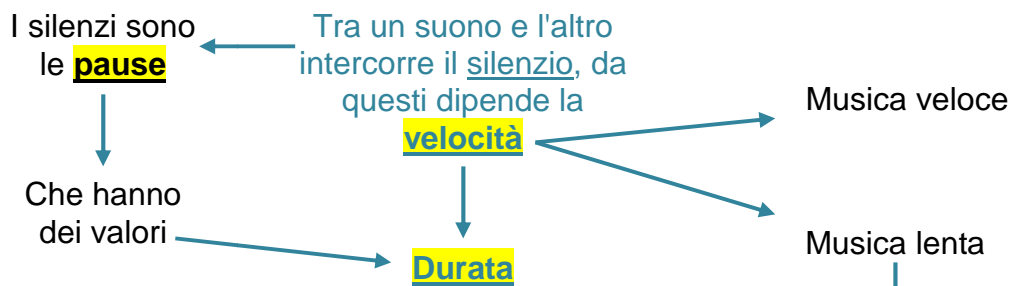 I silenzi sono
le pause
Tra un suono e l'altro
intercorre il silenzio, da
questi dipende la
velocità
Musica veloce
Che hanno
dei valori
Durata
Musica lenta